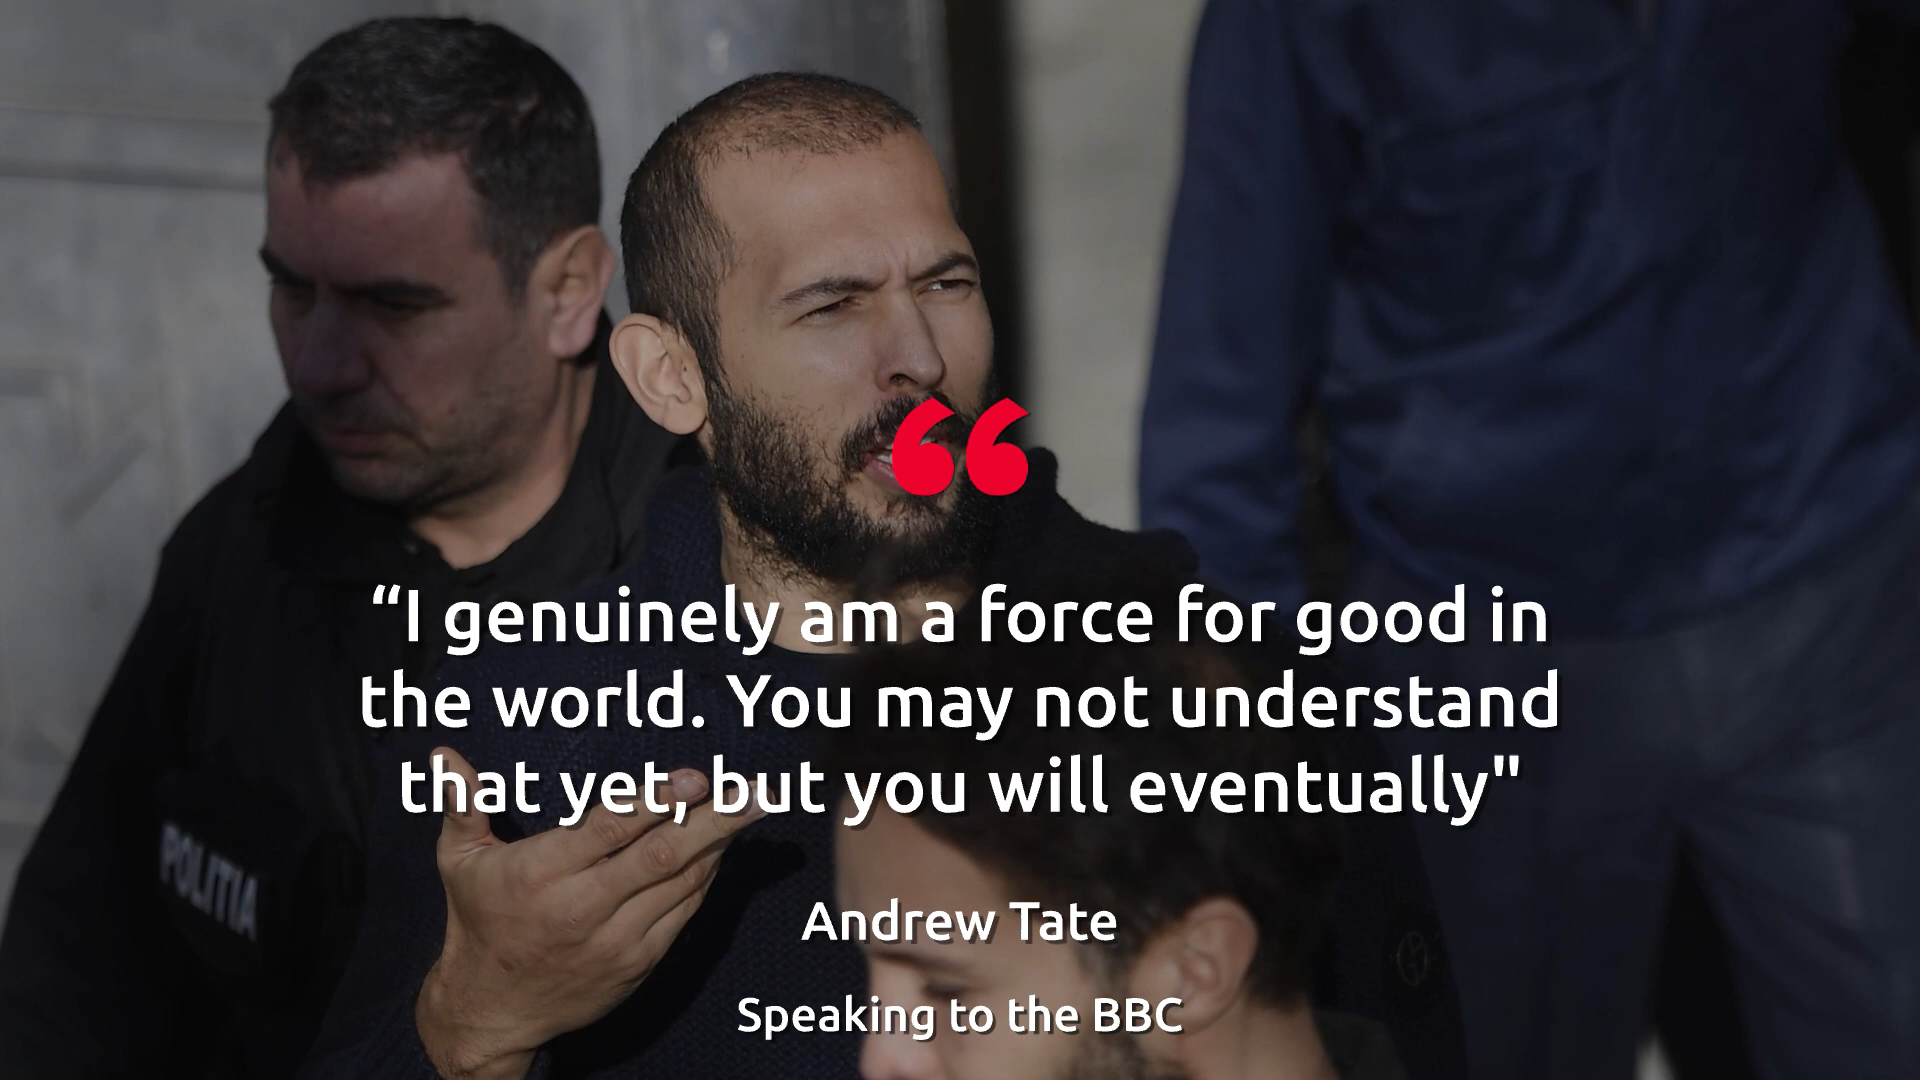 “
“I genuinely am a force for good in
the world. You may not understand
that yet, but you will eventually"
POLITIA
Andrew Tate
Speaking to the BBC